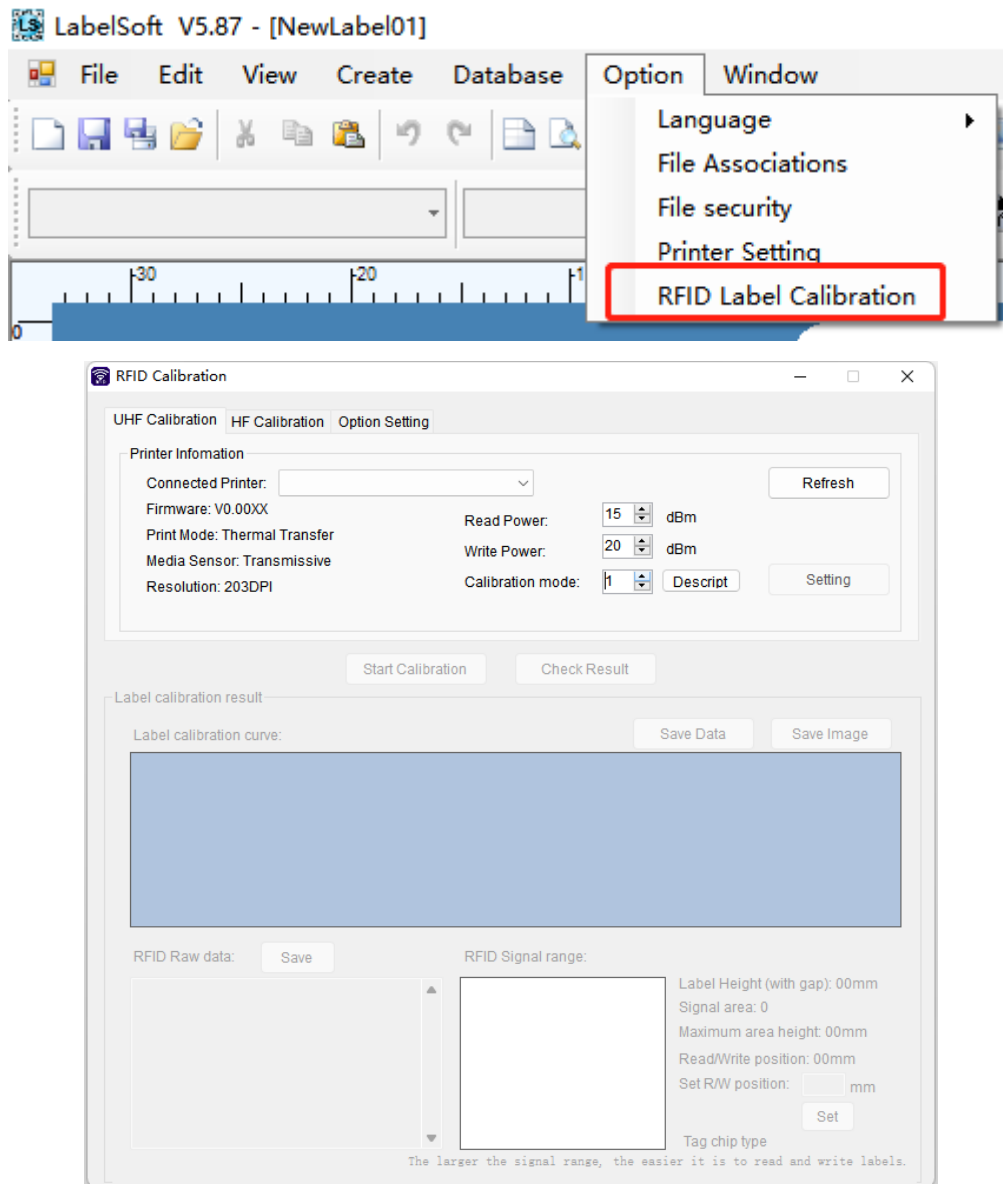 LabelSoft V5.87 - [NewLabel01]
File Edit View Create Database Option Window
Language
File Associations
File security
Printer Setting
RFID Label Calibration
30 20 1
0
RFID Calibration
UHF Calibration HF Calibration Option Setting
Printer Infomation
Connected Printer: Refresh
Firmware: V0.00XX
Read Power: 15 dBm
Print Mode: Thermal Transfer
Write Power: 20 dBm
Media Sensor: Transmissive
Calibration mode: 1 Descript Setting
Resolution: 203DPI
Start Calibration Check Result
Label calibration result
Label calibration curve: Save Data Save Image
RFID Raw data: Save RFID Signal range:
Label Height (with gap): 00mm
Signal area: 0
Maximum area height: 00mm
Read/Write position: 00mm
Set R/W position: mm
Set
Tag chip type
The larger the signal range, the easier it is to read and write labels.